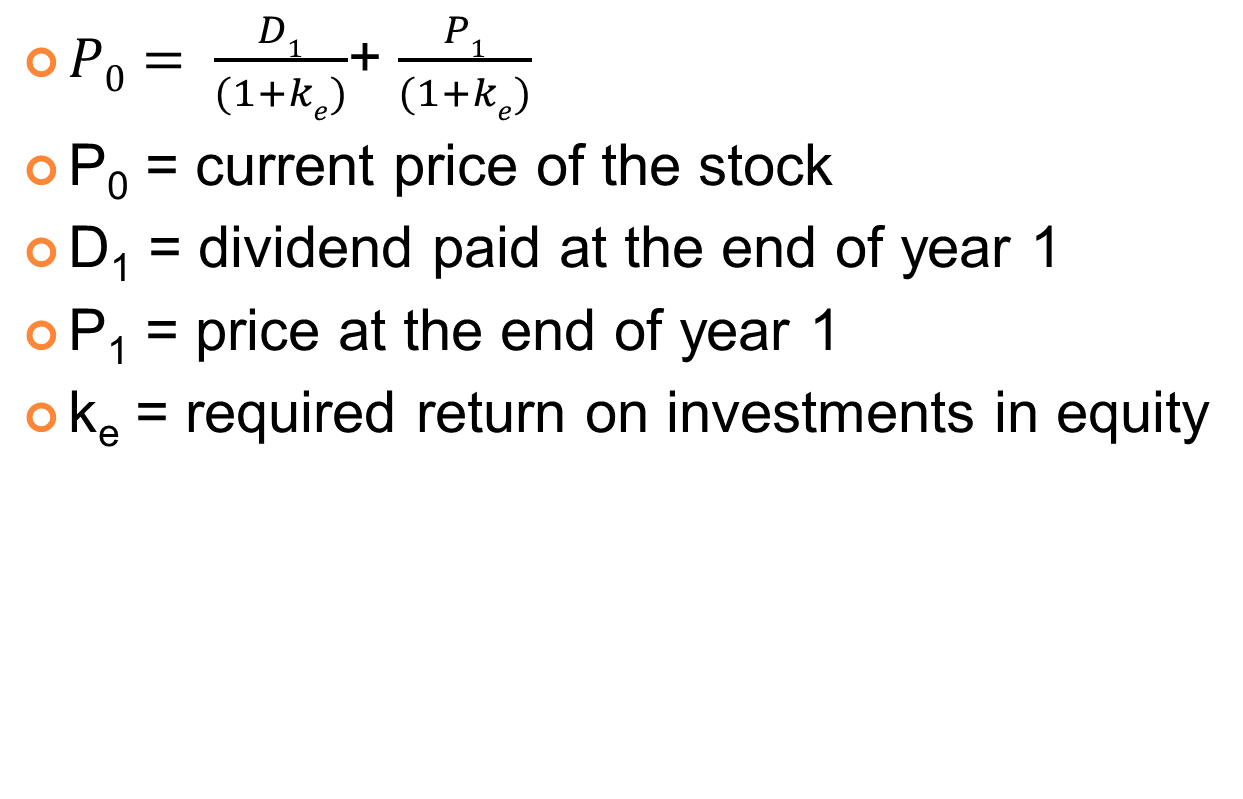 P₀ = D₁/(1+kₑ) + P₁/(1+kₑ)
P₀ = current price of the stock
D₁ = dividend paid at the end of year 1
P₁ = price at the end of year 1
kₑ = required return on investments in equity